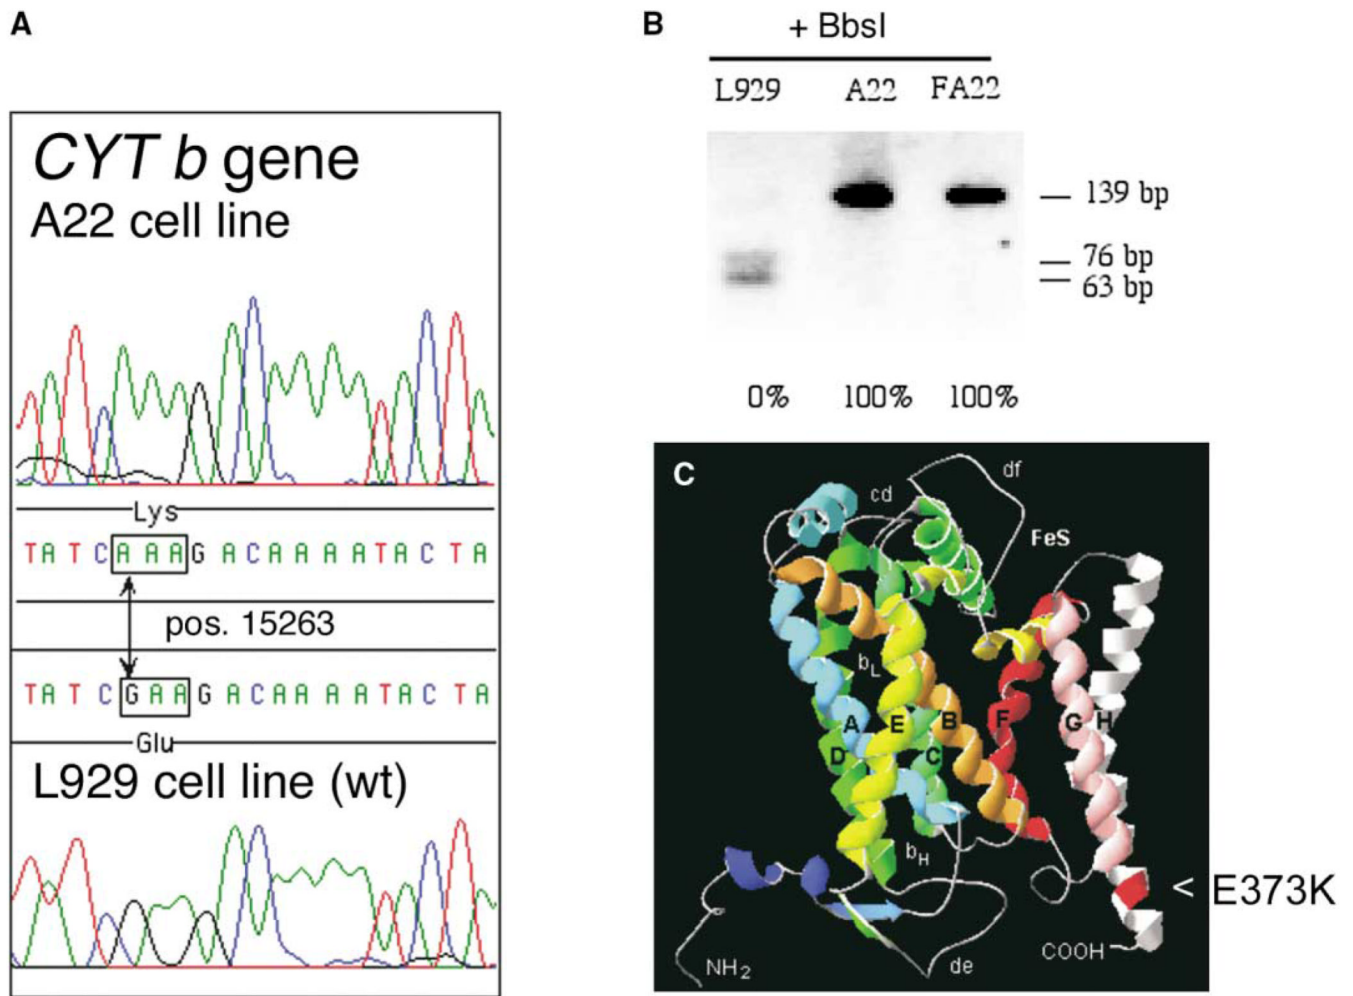 A
CYT b gene
A22 cell line
Lys
TATCAAAGACAAAATACTA
pos. 15263
TATCGAAGACAAAATACTA
Glu
L929 cell line (wt)
B
+ BbsI
L929 A22 FA22
139 bp
76 bp
63 bp
0% 100% 100%
C
cd
df
FeS
bL
A E B F G H
D C
bH
< E373K
COOH
NH2
de